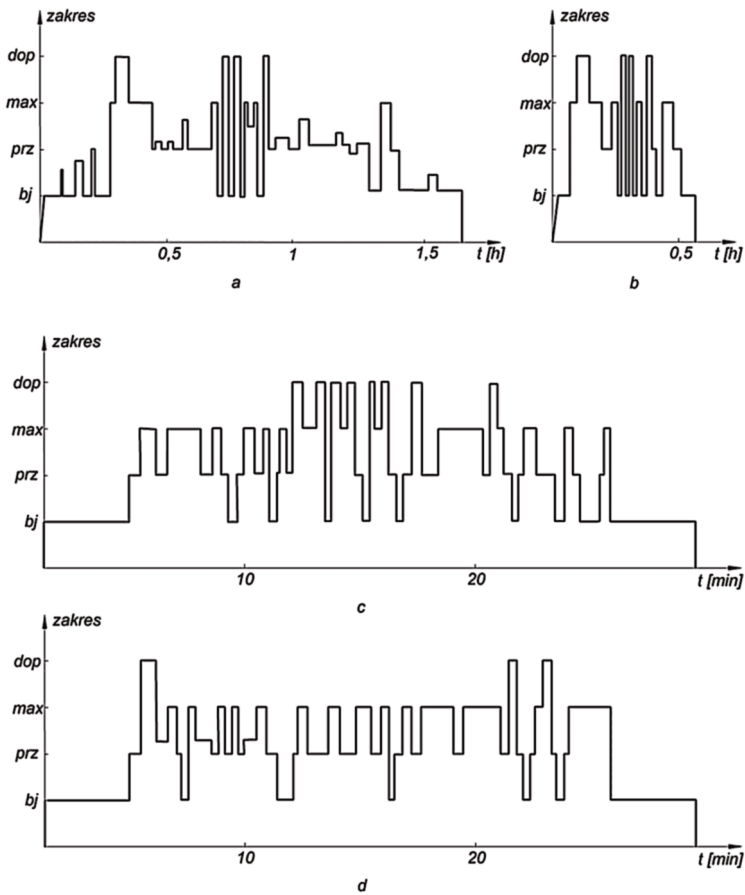 zakres
dop
max
prz
bj
0,5
1
1,5
t [h]
a
zakres
dop
max
prz
bj
0,5
t [h]
b
zakres
dop
max
prz
bj
10
20
t [min]
c
zakres
dop
max
prz
bj
10
20
t [min]
d